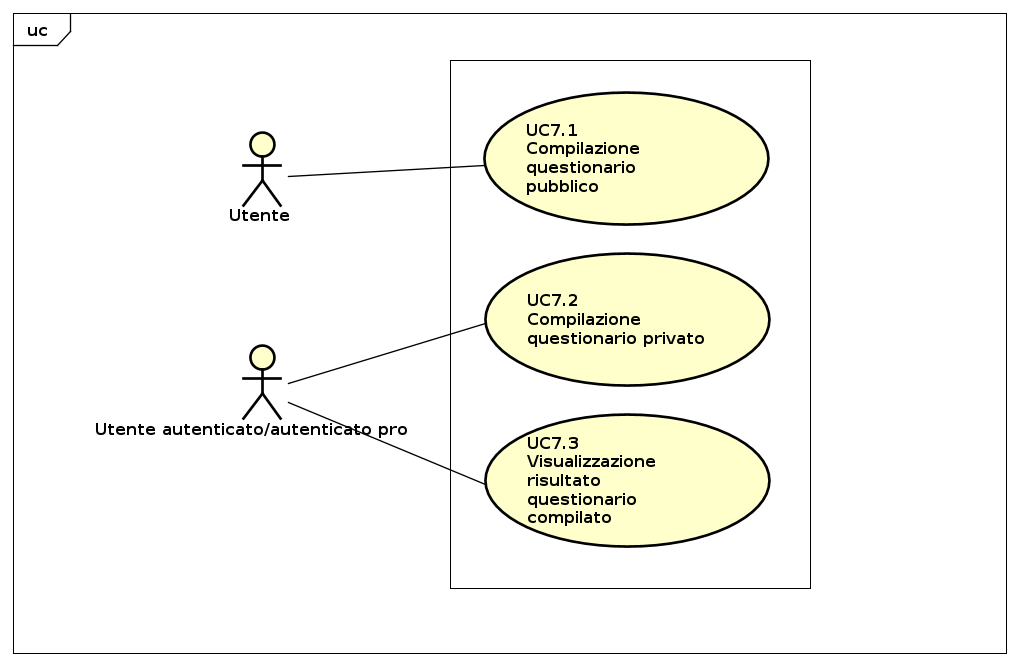 uc
UC7.1
Compilazione
questionario
pubblico
Utente
UC7.2
Compilazione
questionario privato
Utente autenticato/autenticato pro
UC7.3
Visualizzazione
risultato
questionario
compilato